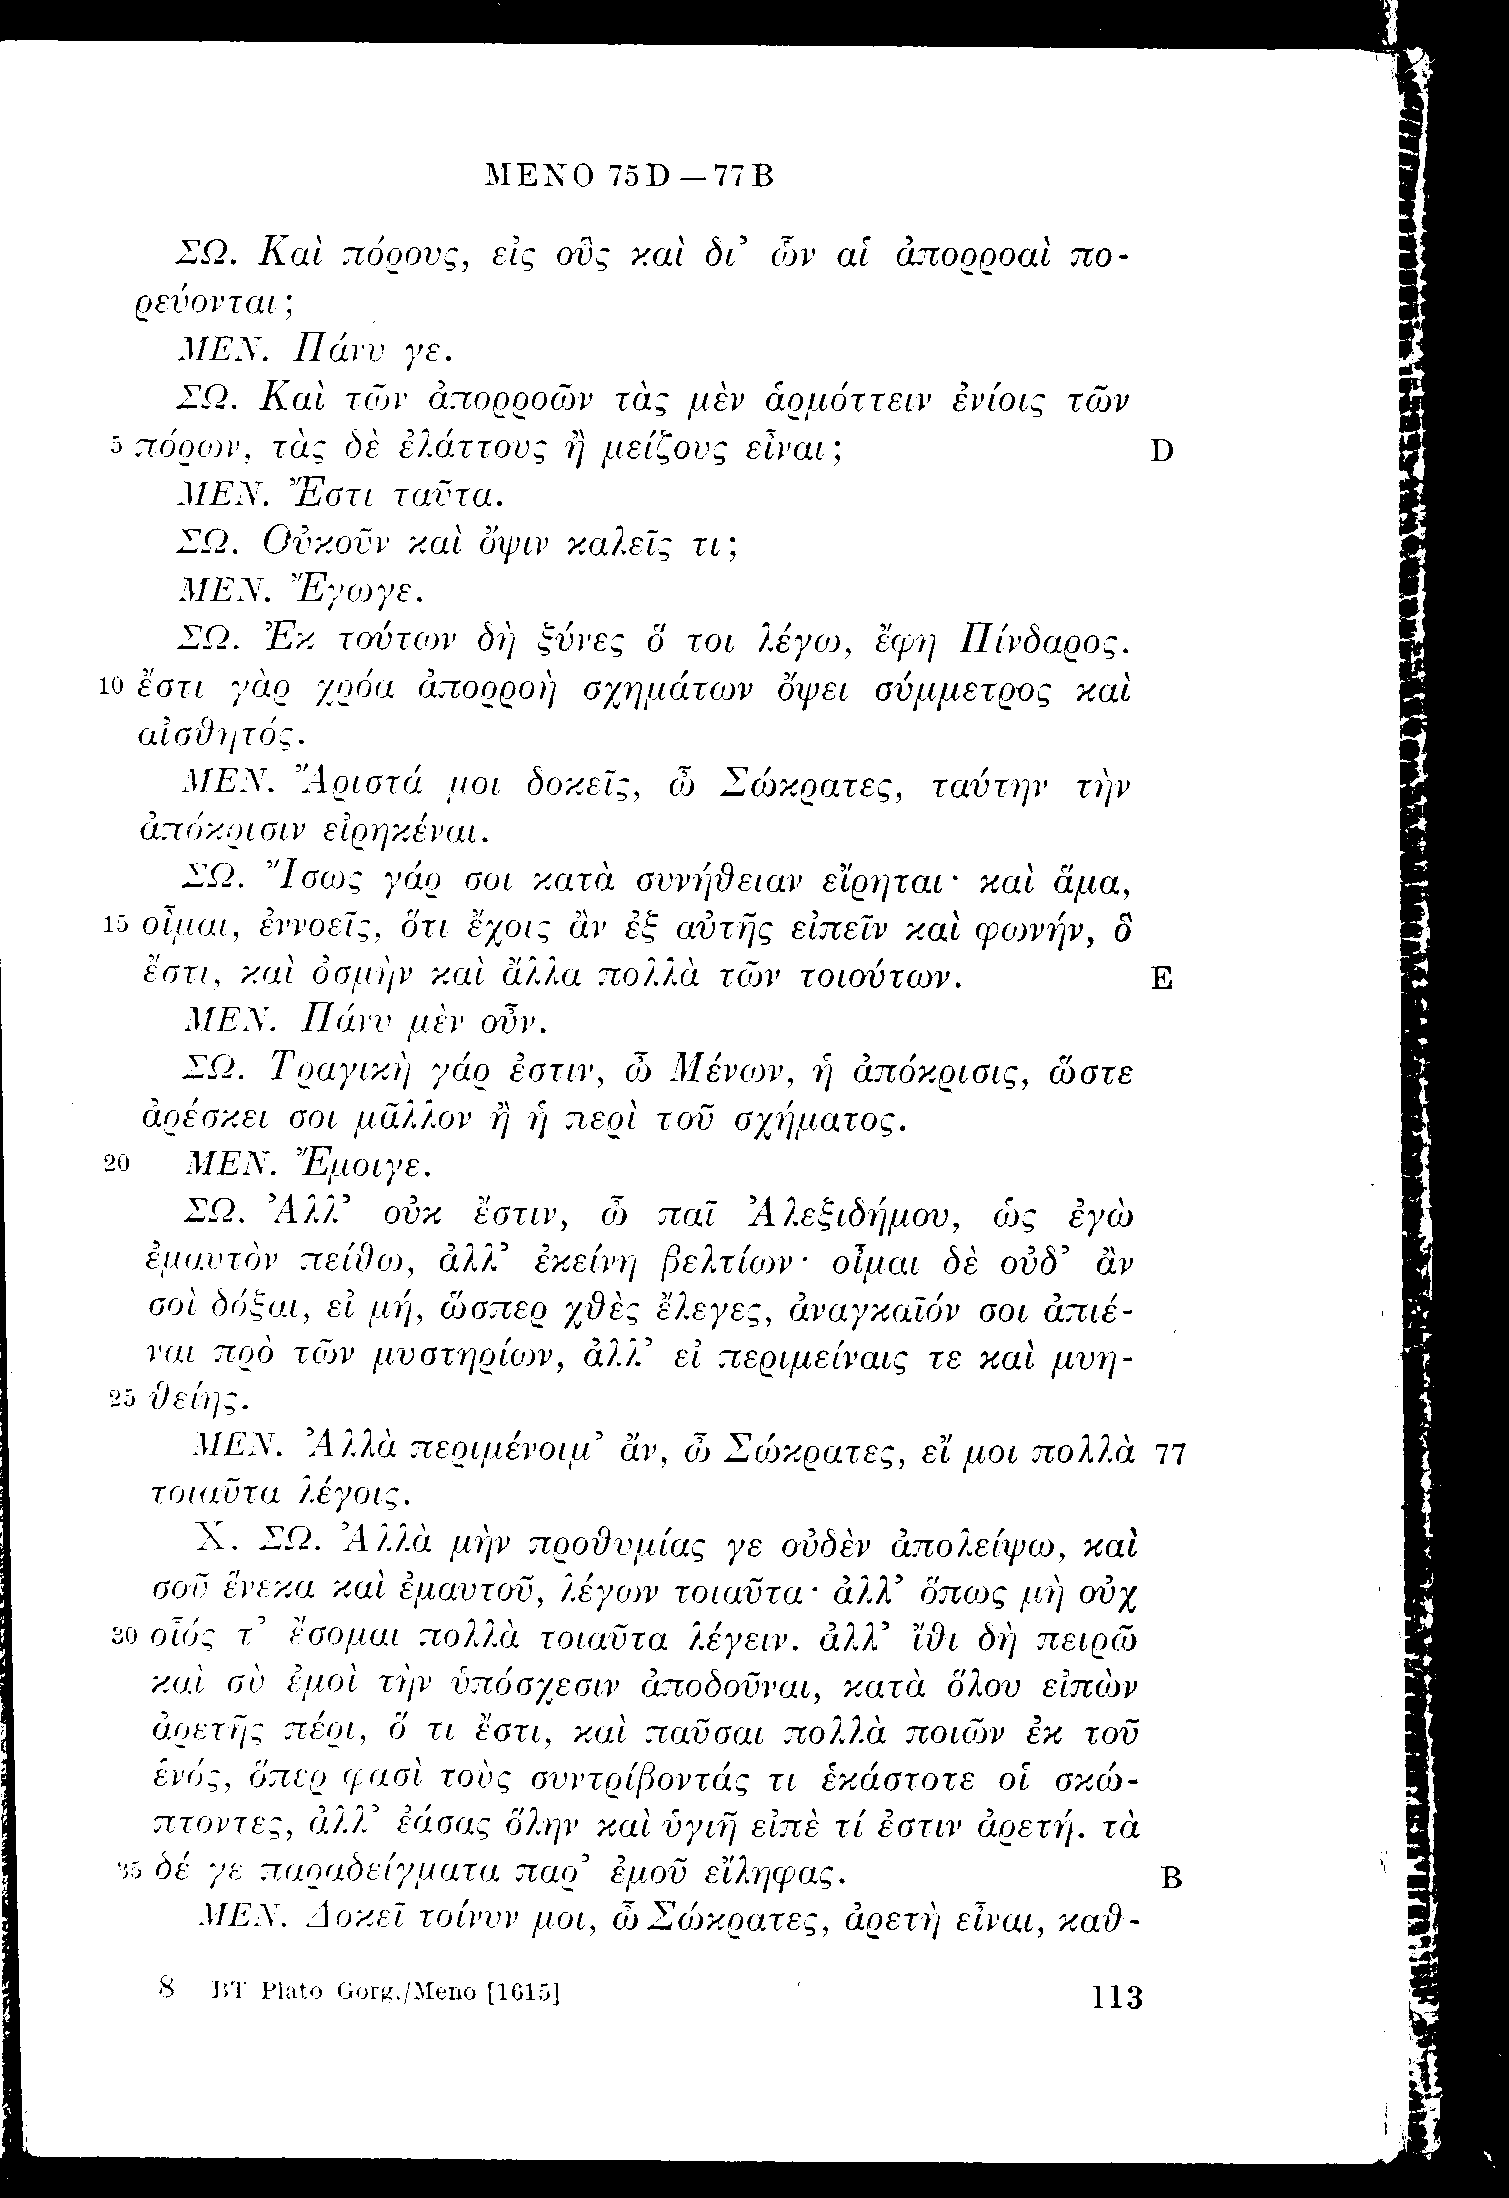 MENO 75D — 77B
ΣΩ. Καὶ πόρους, εἰς οὓς καὶ δι’ ὧν αἱ ἀπορροαὶ πο-
ρεύονται;
ΜΕΝ. Πάνυ γε.
ΣΩ. Καὶ τῶν ἀπορροῶν τὰς μὲν ἁρμόττειν ἐνίοις τῶν
5 πόρων, τὰς δὲ ἐλάττους ἢ μείζους εἶναι; D
ΜΕΝ. Ἔστι ταῦτα.
ΣΩ. Οὐκοῦν καὶ ὄψιν καλεῖς τι;
ΜΕΝ. Ἔγωγε.
ΣΩ. Ἐκ τούτων δὴ ξύνες ὅ τοι λέγω, ἔφη Πίνδαρος.
10 ἔστι γὰρ χρόα ἀπορροὴ σχημάτων ὄψει σύμμετρος καὶ
αἰσθητός.
ΜΕΝ. Ἄριστά μοι δοκεῖς, ὦ Σώκρατες, ταύτην τὴν
ἀπόκρισιν εἰρηκέναι.
ΣΩ. Ἴσως γάρ σοι κατὰ συνήθειαν εἴρηται· καὶ ἅμα,
15 οἶμαι, ἐννοεῖς, ὅτι ἔχοις ἂν ἐξ αὐτῆς εἰπεῖν καὶ φωνήν, ὃ
ἔστι, καὶ ὀσμὴν καὶ ἄλλα πολλὰ τῶν τοιούτων. E
ΜΕΝ. Πάνυ μὲν οὖν.
ΣΩ. Τραγικὴ γάρ ἐστιν, ὦ Μένων, ἡ ἀπόκρισις, ὥστε
ἀρέσκει σοι μᾶλλον ἢ ἡ περὶ τοῦ σχήματος.
20 ΜΕΝ. Ἔμοιγε.
ΣΩ. Ἀλλ’ οὐκ ἔστιν, ὦ παῖ Ἀλεξιδήμου, ὡς ἐγὼ
ἐμαυτὸν πείθω, ἀλλ’ ἐκείνη βελτίων· οἶμαι δὲ οὐδ’ ἂν
σοὶ δόξαι, εἰ μή, ὥσπερ χθὲς ἔλεγες, ἀναγκαῖόν σοι ἀπιέ-
ναι πρὸ τῶν μυστηρίων, ἀλλ’ εἰ περιμείναις τε καὶ μυη-
25 θείης.
ΜΕΝ. Ἀλλὰ περιμένοιμ’ ἄν, ὦ Σώκρατες, εἴ μοι πολλὰ 77
τοιαῦτα λέγοις.
X. ΣΩ. Ἀλλὰ μὴν προθυμίας γε οὐδὲν ἀπολείψω, καὶ
σοῦ ἕνεκα καὶ ἐμαυτοῦ, λέγων τοιαῦτα· ἀλλ’ ὅπως μὴ οὐχ
30 οἷός τ’ ἔσομαι πολλὰ τοιαῦτα λέγειν. ἀλλ’ ἴθι δὴ πειρῶ
καὶ σὺ ἐμοὶ τὴν ὑπόσχεσιν ἀποδοῦναι, κατὰ ὅλου εἰπὼν
ἀρετῆς πέρι, ὅ τι ἔστι, καὶ παῦσαι πολλὰ ποιῶν ἐκ τοῦ
ἑνός, ὅπερ φασὶ τοὺς συντρίβοντάς τι ἑκάστοτε οἱ σκώ-
πτοντες, ἀλλ’ ἐάσας ὅλην καὶ ὑγιῆ εἰπὲ τί ἐστιν ἀρετή. τὰ
35 δέ γε παραδείγματα παρ’ ἐμοῦ εἴληφας. B
ΜΕΝ. Δοκεῖ τοίνυν μοι, ὦ Σώκρατες, ἀρετὴ εἶναι, καθ-
8 BT Plato Gorg./Meno [1615] 113